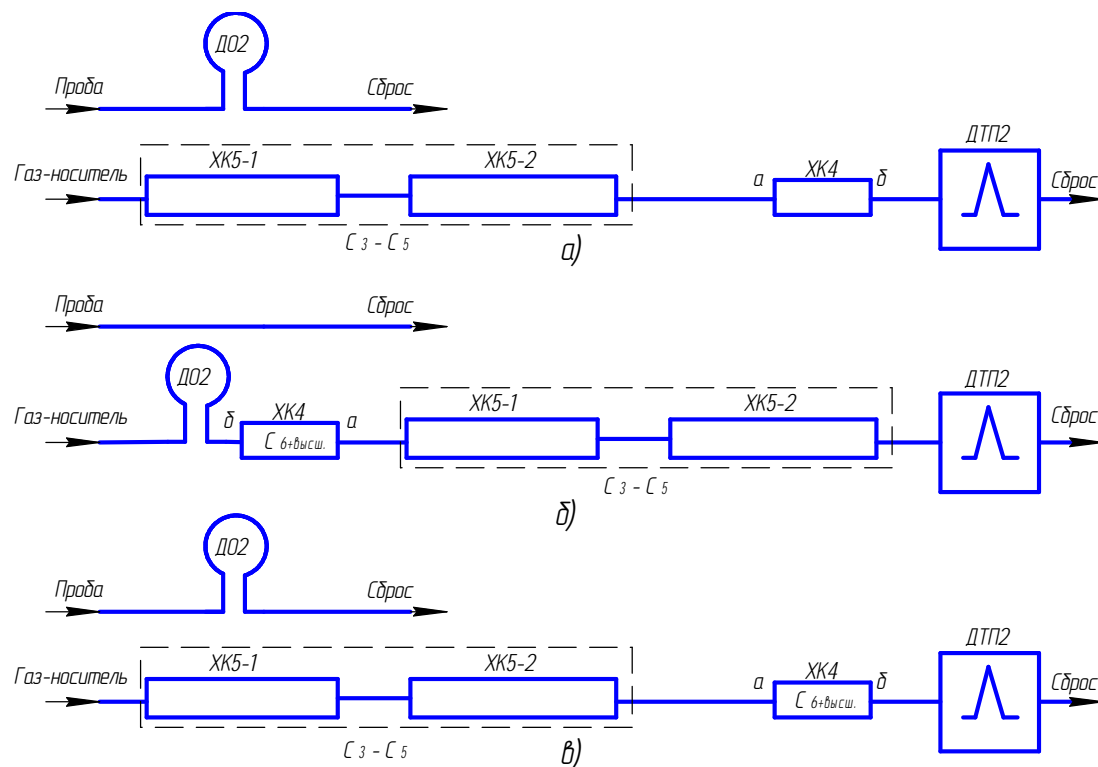 ДО2
Проба
Сброс
ХК5-1
ХК5-2
ДТП2
Газ-носитель
а
ХК4
б
Сброс
С 3 - С 5
а)
Проба
Сброс
ДО2
ХК5-1
ХК5-2
ДТП2
Газ-носитель
б
ХК4
а
Сброс
С 6+высш.
С 3 - С 5
б)
ДО2
Проба
Сброс
ХК5-1
ХК5-2
ДТП2
Газ-носитель
а
ХК4
б
Сброс
С 6+высш.
С 3 - С 5
в)